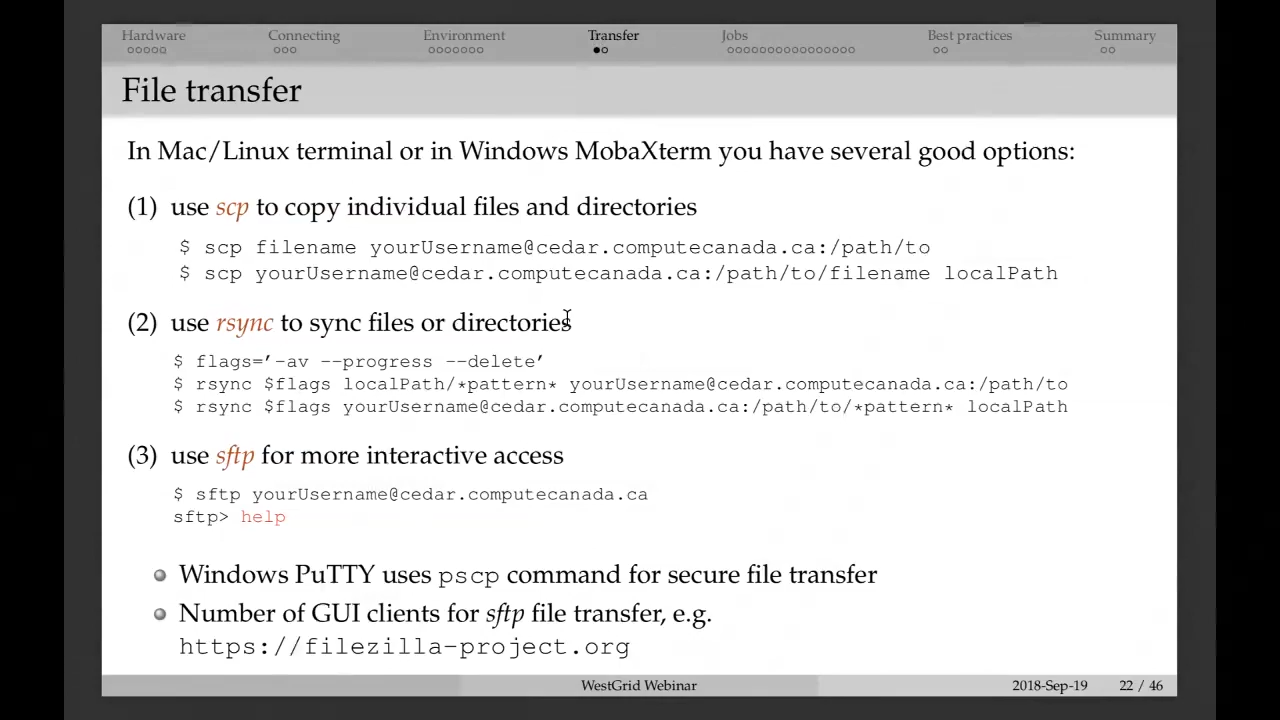 Hardware Connecting Environment Transfer Jobs Best practices Summary
File transfer
In Mac/Linux terminal or in Windows MobaXterm you have several good options:
(1) use scp to copy individual files and directories
$ scp filename yourUsername@cedar.computecanada.ca:/path/to
$ scp yourUsername@cedar.computecanada.ca:/path/to/filename localPath
(2) use rsync to sync files or directories
$ flags='-av --progress --delete'
$ rsync $flags localPath/*pattern* yourUsername@cedar.computecanada.ca:/path/to
$ rsync $flags yourUsername@cedar.computecanada.ca:/path/to/*pattern* localPath
(3) use sftp for more interactive access
$ sftp yourUsername@cedar.computecanada.ca
sftp> help
Windows PuTTY uses pscp command for secure file transfer
Number of GUI clients for sftp file transfer, e.g.
https://filezilla-project.org
WestGrid Webinar 2018-Sep-19 22 / 46